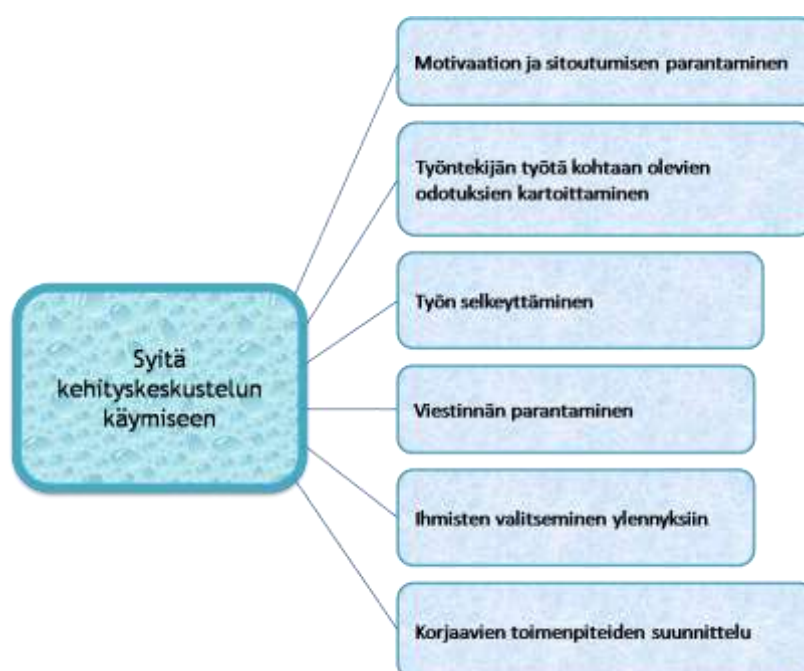 Motivaation ja sitoutumisen parantaminen
Työntekijän työtä kohtaan olevien
odotuksien kartoittaminen
Työn selkeyttäminen
Syitä
kehityskeskustelun
käymiseen
Viestinnän parantaminen
Ihmisten valitseminen ylennyksiin
Korjaavien toimenpiteiden suunnittelu